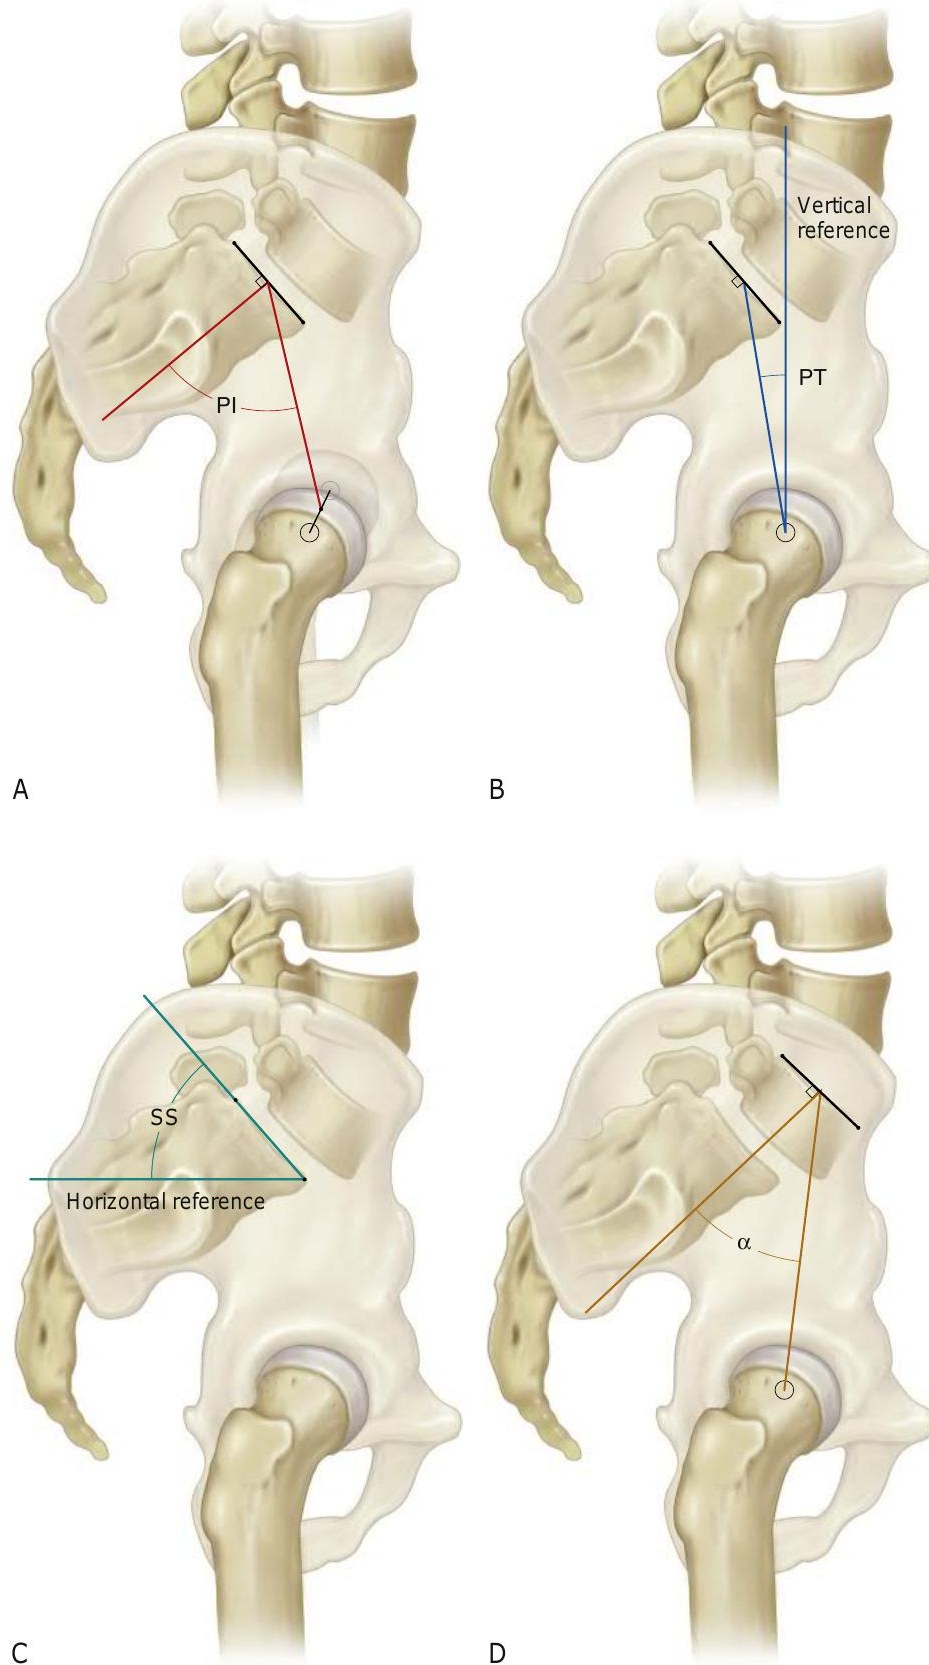 Vertical
reference
PI
PT
A
B
SS
Horizontal reference
α
C
D